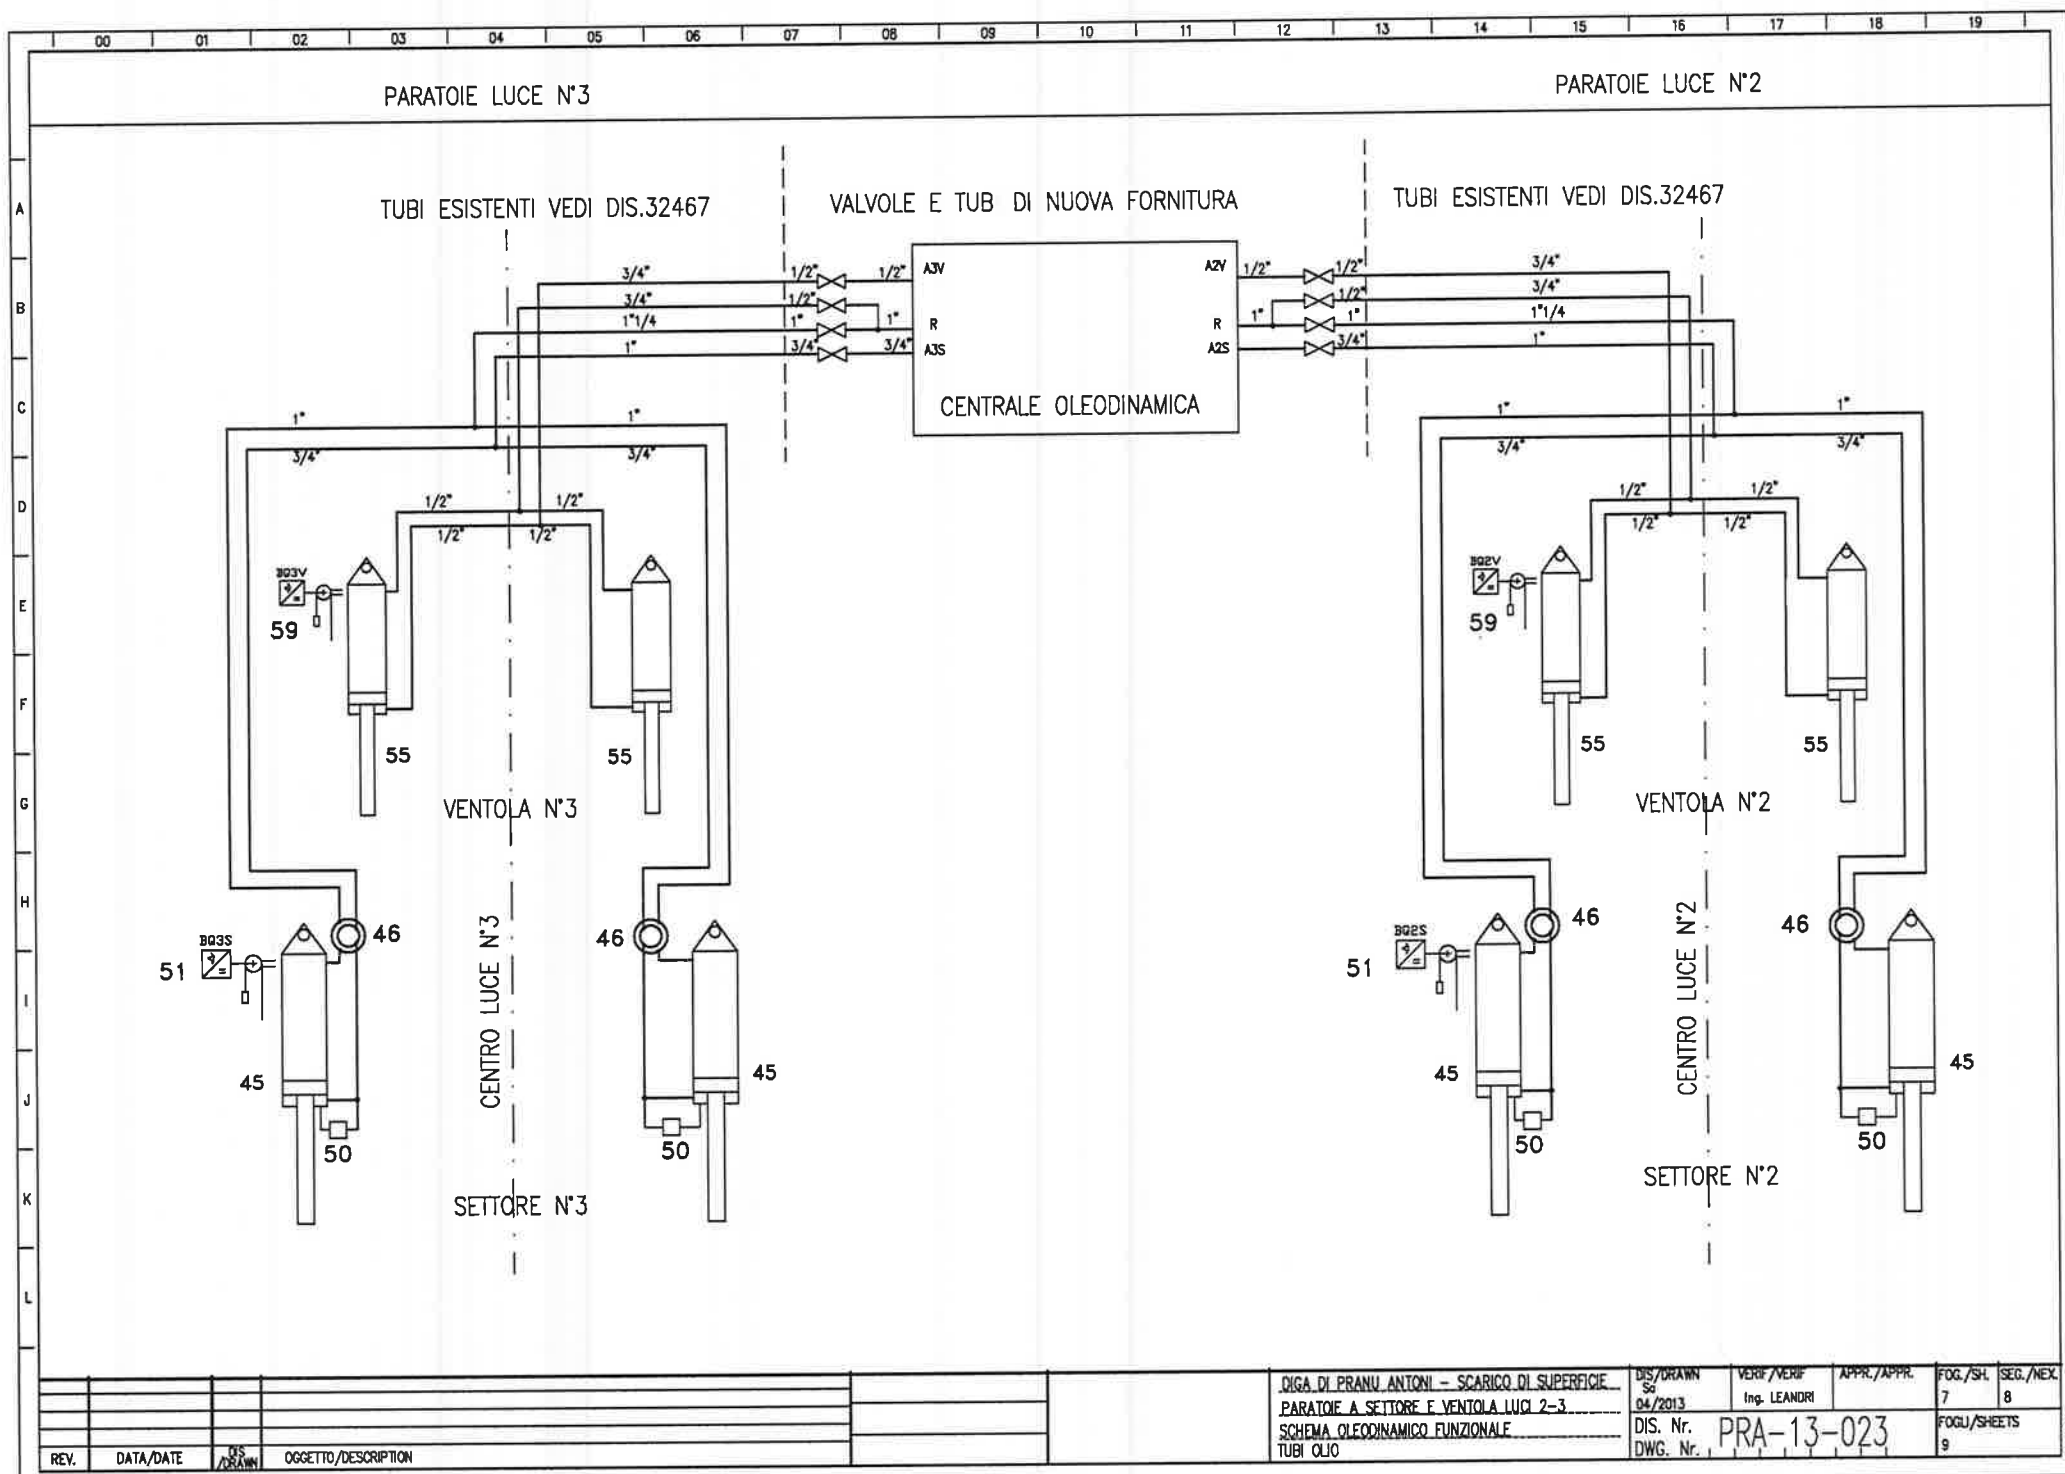 00 01 02 03 04 05 06 07 08 09 10 11 12 13 14 15 16 17 18 19
PARATOIE LUCE N°3
PARATOIE LUCE N°2
A
B
C
D
E
F
G
H
I
J
K
L
TUBI ESISTENTI VEDI DIS.32467
VALVOLE E TUB DI NUOVA FORNITURA
TUBI ESISTENTI VEDI DIS.32467
3/4" 1/2" 1/2" A3V
3/4" 1/2"
1"1/4 1" 1" R
1" 3/4" 3/4" A3S
A2V 1/2" 1/2" 3/4"
1/2" 3/4"
R 1" 1" 1"1/4
A2S 3/4" 1"
CENTRALE OLEODINAMICA
1" 1"
3/4" 3/4"
1/2" 1/2"
1/2" 1/2"
BQ3V
59
55
55
VENTOLA N°3
46
46
BQ3S
51
45
45
50
50
CENTRO LUCE N°3
SETTORE N°3
1" 1"
3/4" 3/4"
1/2" 1/2"
1/2" 1/2"
BQ2V
59
55
55
VENTOLA N°2
46
46
BQ2S
51
45
45
50
50
CENTRO LUCE N°2
SETTORE N°2
REV. DATA/DATE DIS/DRAWN OGGETTO/DESCRIPTION
DIGA DI PRANU ANTONI - SCARICO DI SUPERFICIE
PARATOIE A SETTORE E VENTOLA LUCI 2-3
SCHEMA OLEODINAMICO FUNZIONALE
TUBI OLIO
DIS/DRAWN
Sa
04/2013
VERIF/VERIF
Ing. LEANDRI
APPR./APPR.
FOG./SH.
7
SEG./NEX.
8
DIS. Nr.
DWG. Nr.
PRA-13-023
FOGLI/SHEETS
9